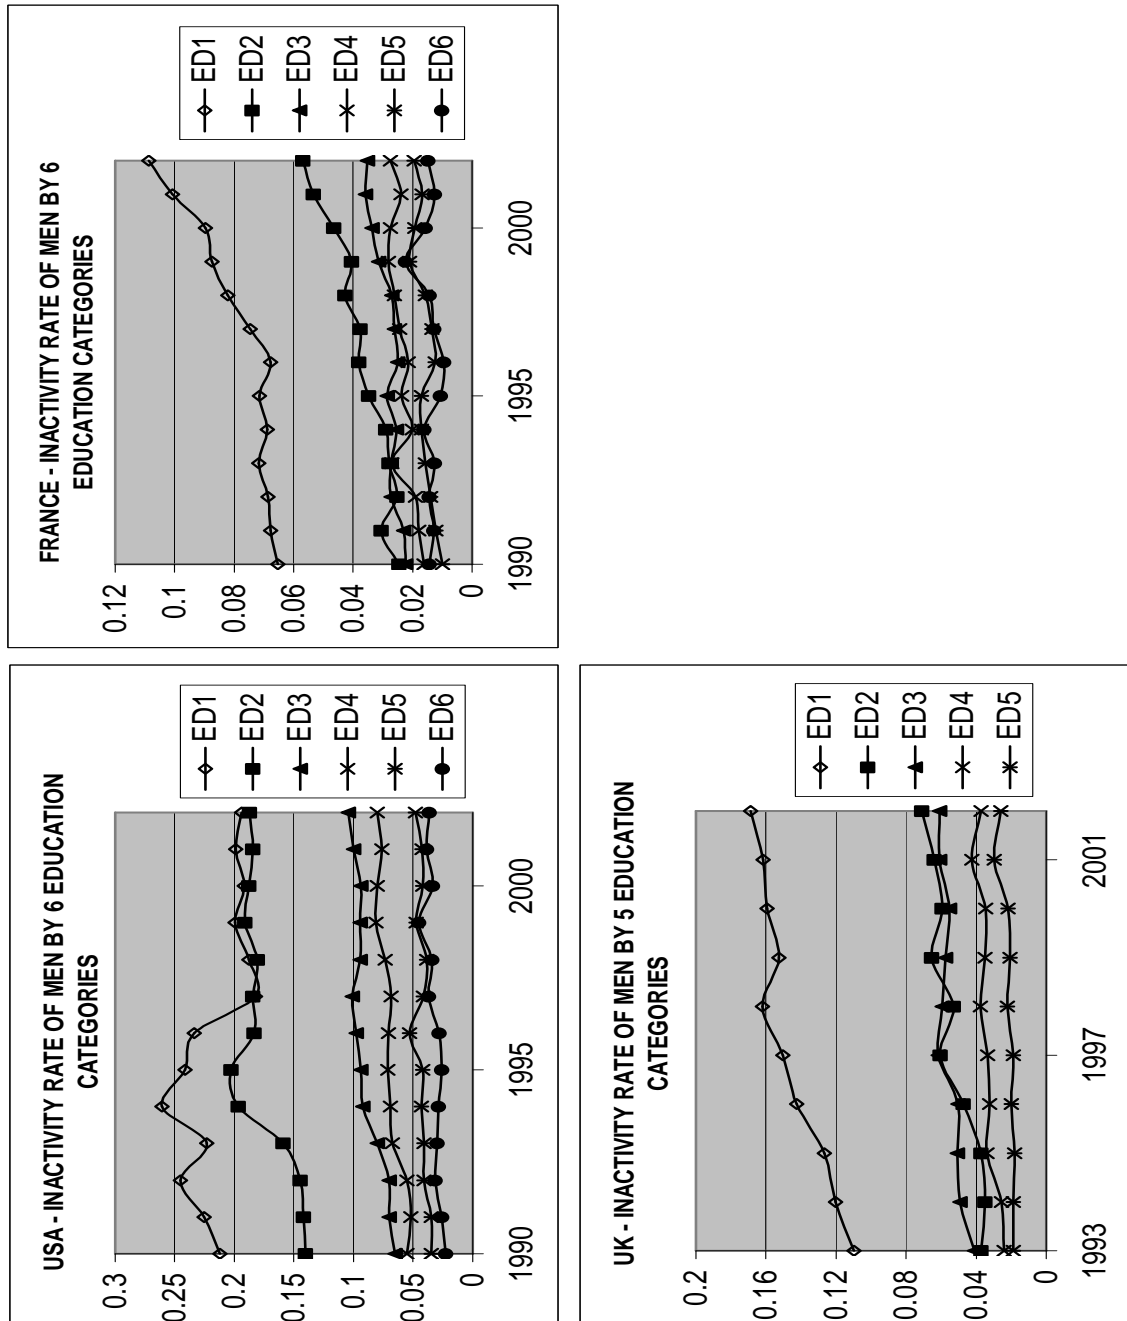 USA - INACTIVITY RATE OF MEN BY 6 EDUCATION
CATEGORIES
0.3
0.25
0.2
0.15
0.1
0.05
0
1990
1995
2000
ED1
ED2
ED3
ED4
ED5
ED6
FRANCE - INACTIVITY RATE OF MEN BY 6
EDUCATION CATEGORIES
0.12
0.1
0.08
0.06
0.04
0.02
0
1990
1995
2000
ED1
ED2
ED3
ED4
ED5
ED6
UK - INACTIVITY RATE OF MEN BY 5 EDUCATION
CATEGORIES
0.2
0.16
0.12
0.08
0.04
0
1993
1997
2001
ED1
ED2
ED3
ED4
ED5